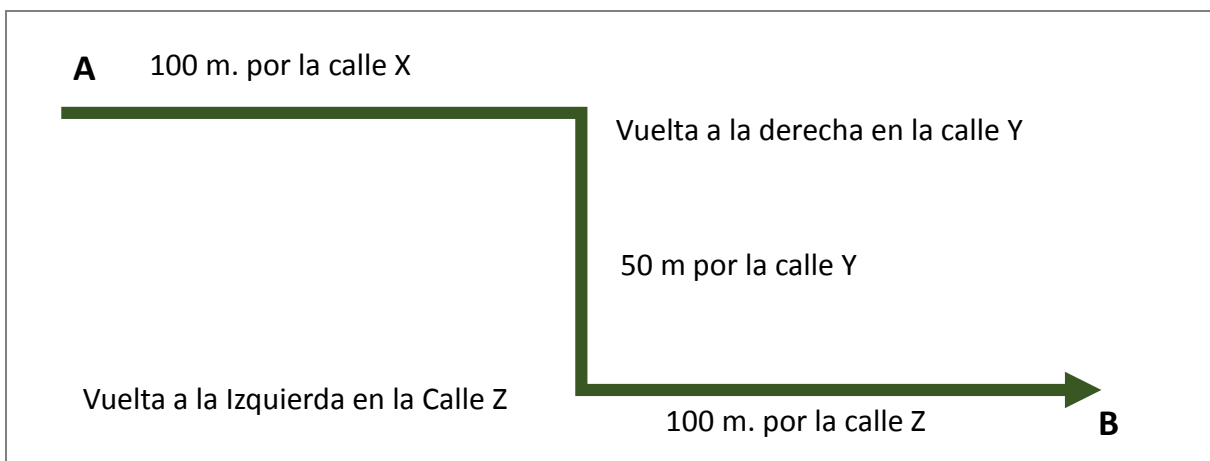 A
100 m. por la calle X
Vuelta a la derecha en la calle Y
50 m por la calle Y
Vuelta a la Izquierda en la Calle Z
100 m. por la calle Z
B